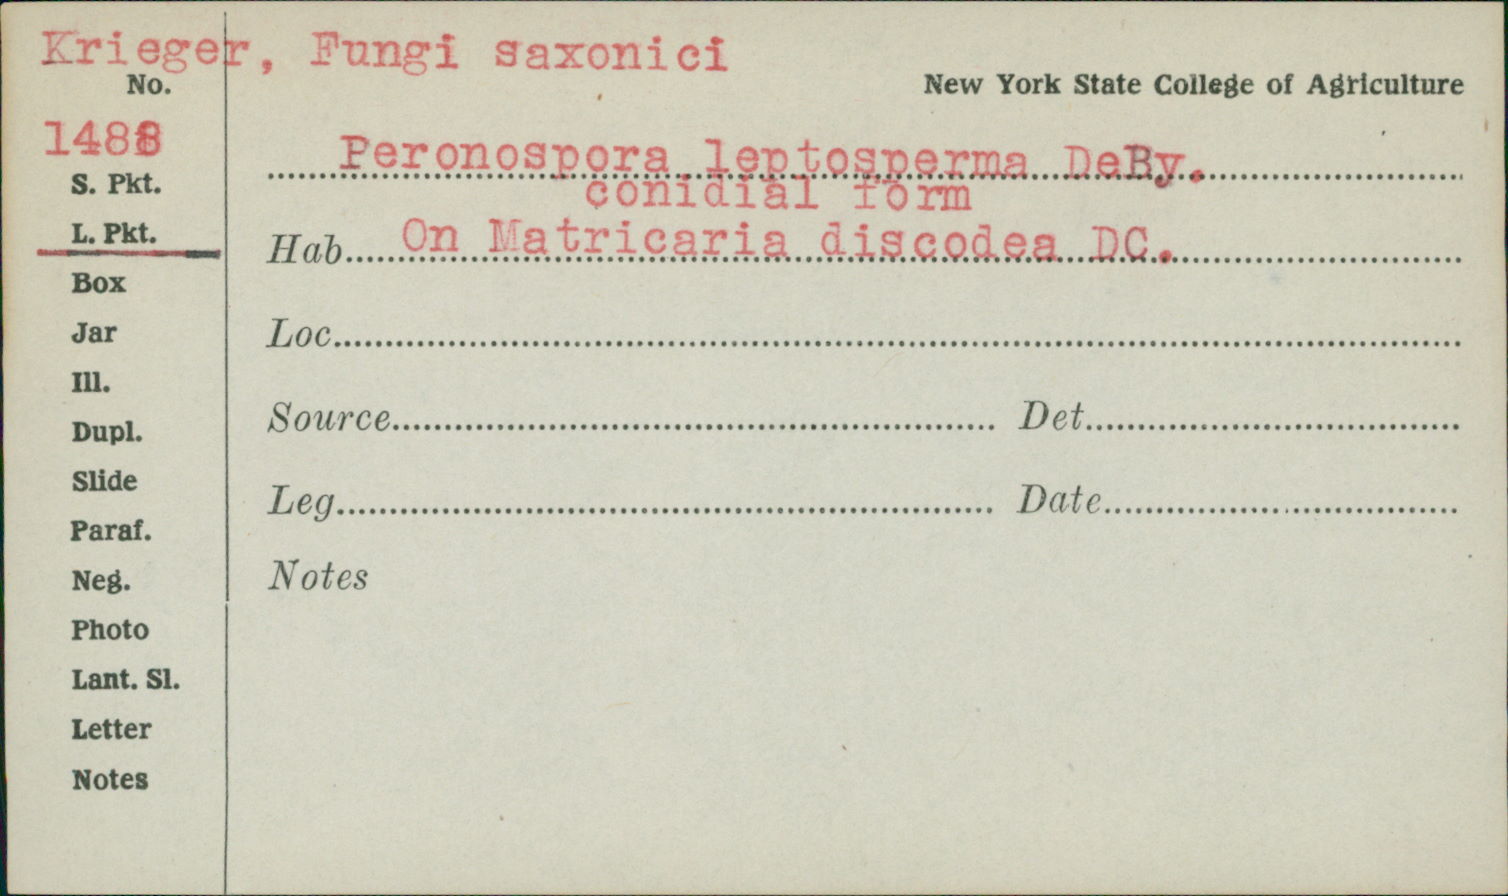 Krieger, Fungi saxonici
No.
New York State College of Agriculture
1488
Peronospora leptosperma DeBy.
conidial form
S. Pkt.
L. Pkt.
Hab. On Matricaria discodea DC.
Box
Jar
Loc.
Ill.
Dupl.
Source Det.
Slide
Leg. Date
Paraf.
Neg.
Notes
Photo
Lant. Sl.
Letter
Notes